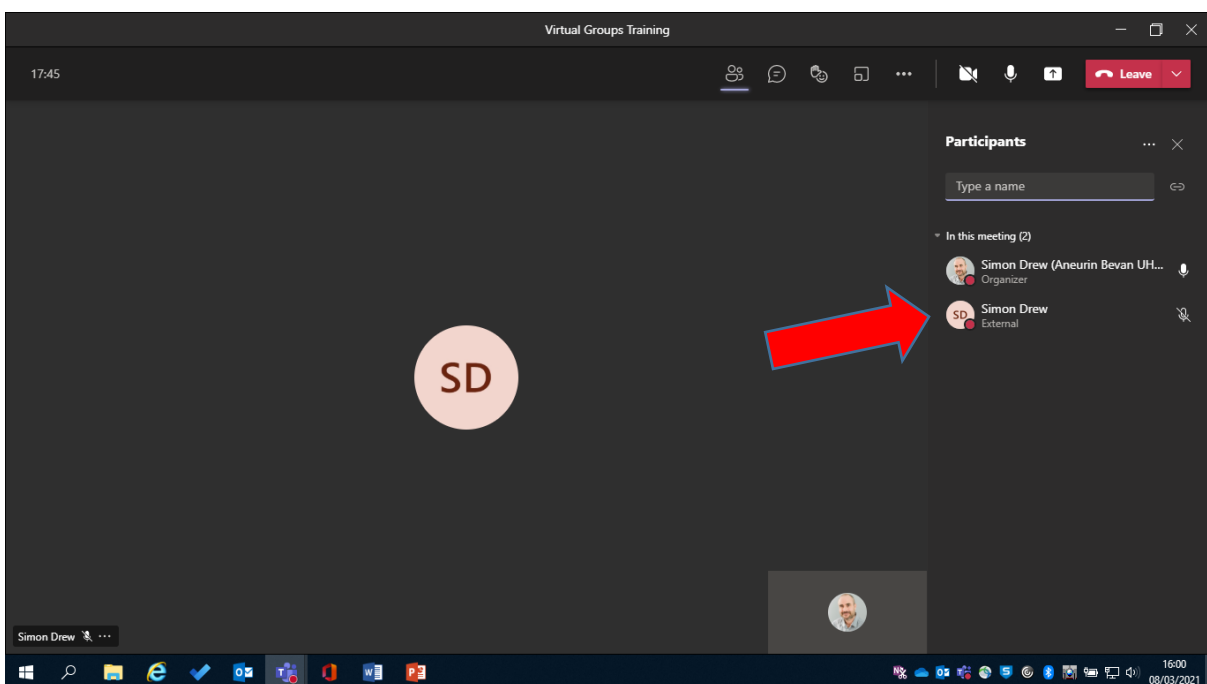 Virtual Groups Training
17:45
Leave
Participants
Type a name
In this meeting (2)
Simon Drew (Aneurin Bevan UH...
Organizer
SD
Simon Drew
External
SD
Simon Drew
16:00
08/03/2021